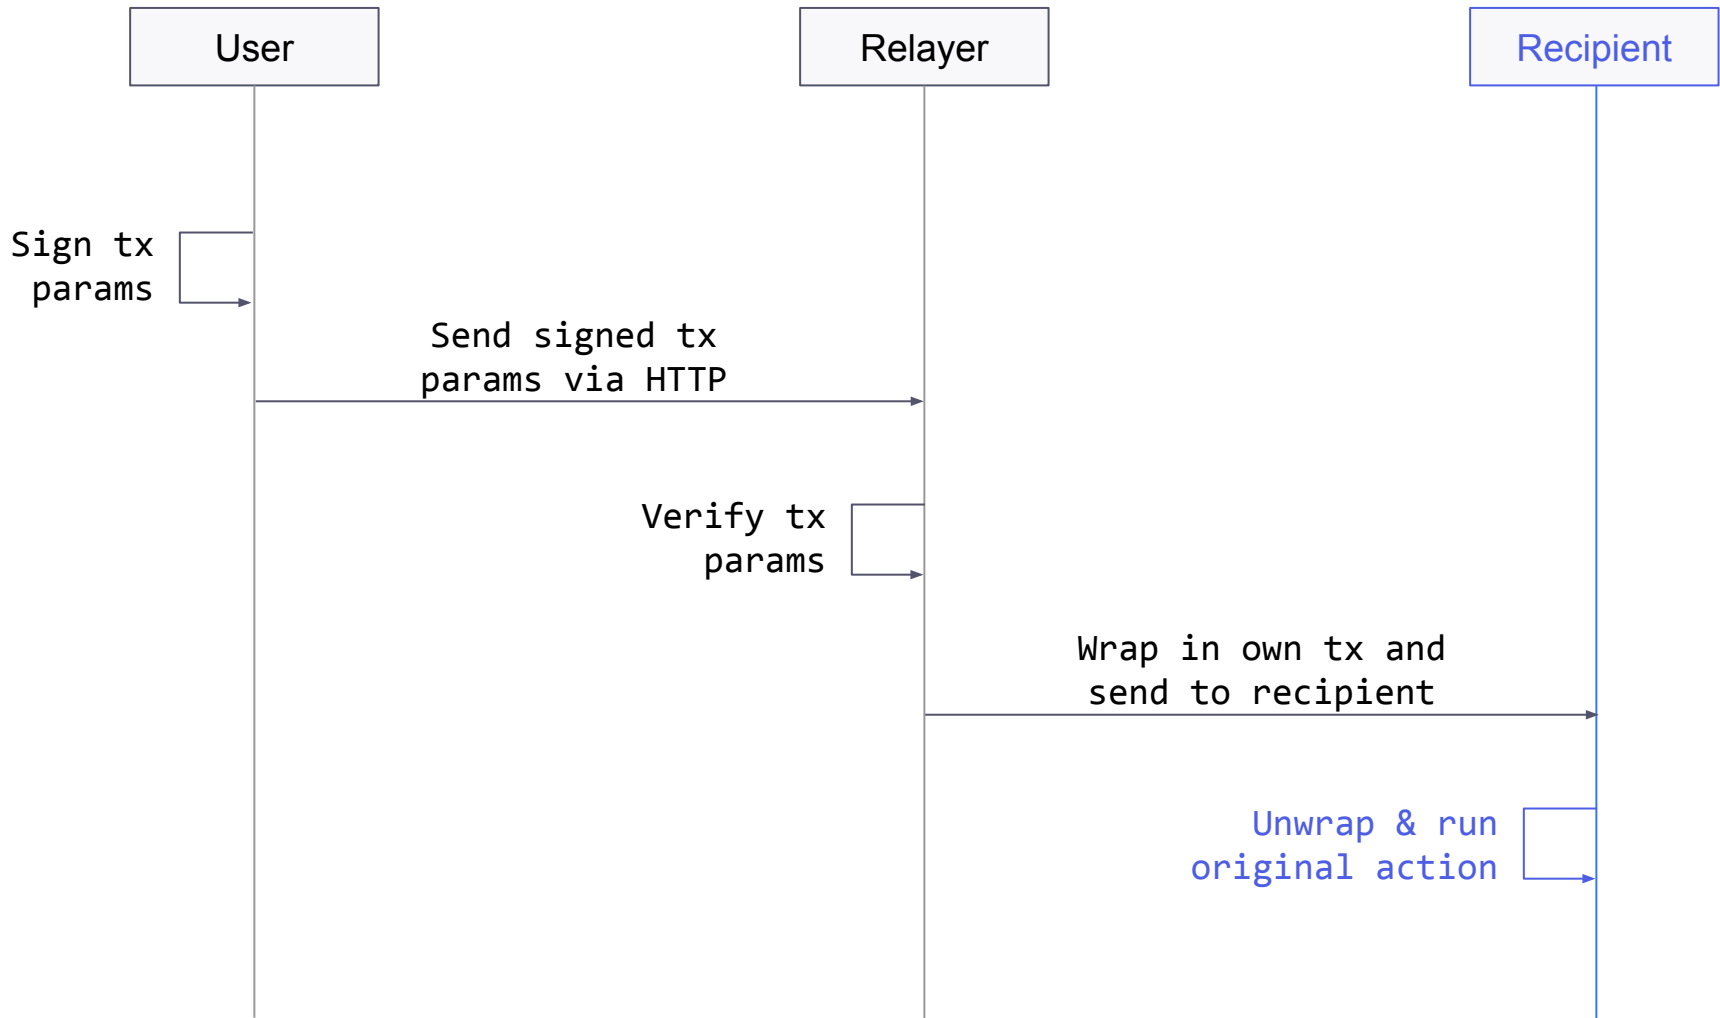 User
Relayer
Recipient
Sign tx
params
Send signed tx
params via HTTP
Verify tx
params
Wrap in own tx and
send to recipient
Unwrap & run
original action